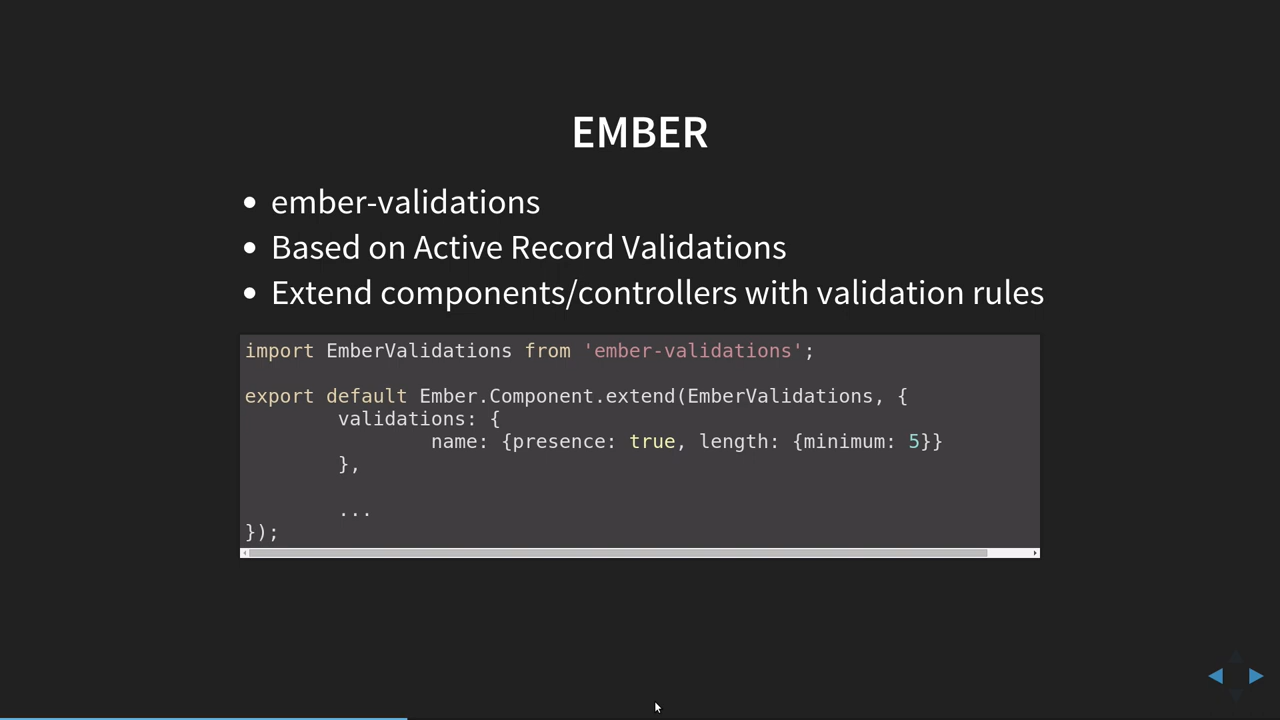 EMBER
• ember-validations
• Based on Active Record Validations
• Extend components/controllers with validation rules
import EmberValidations from 'ember-validations';
export default Ember.Component.extend(EmberValidations, {
validations: {
name: {presence: true, length: {minimum: 5}}
},
...
});